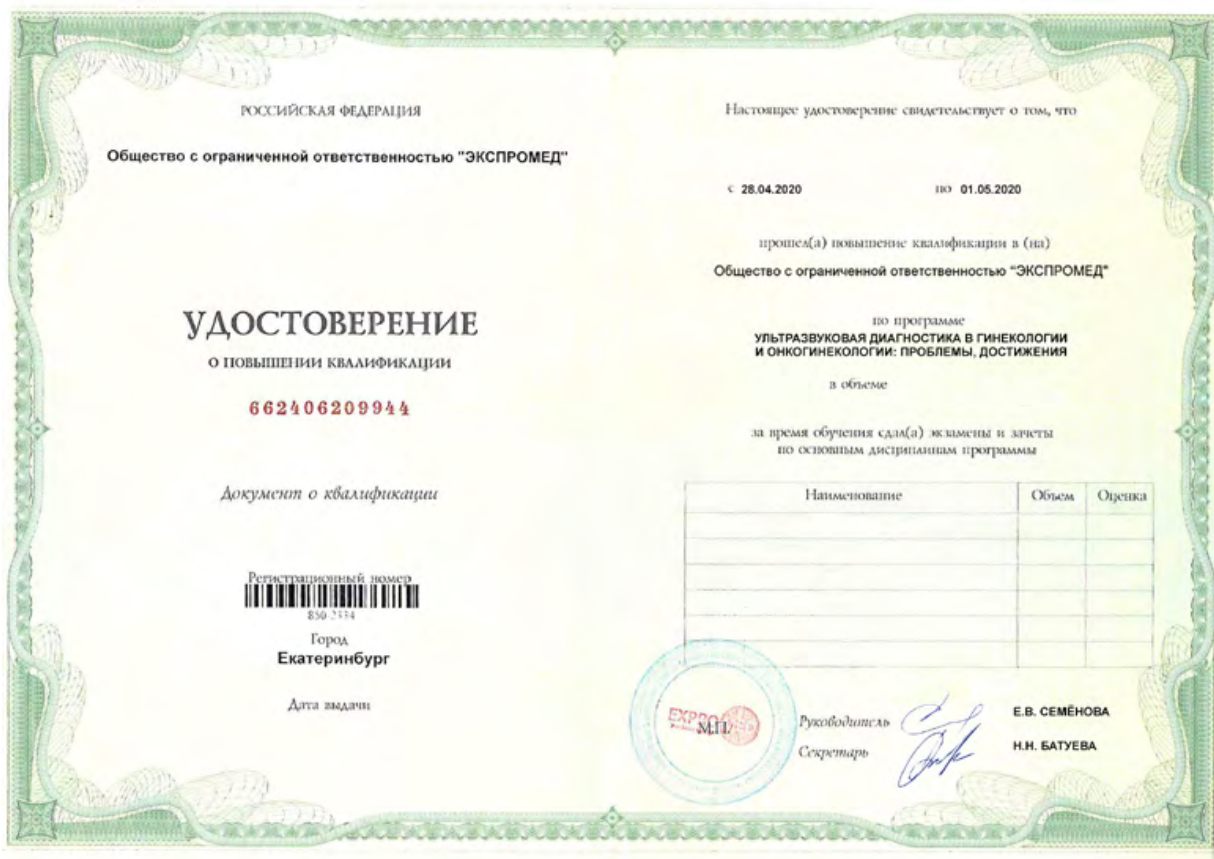 РОССИЙСКАЯ ФЕДЕРАЦИЯ
Общество с ограниченной ответственностью "ЭКСПРОМЕД"
УДОСТОВЕРЕНИЕ
О ПОВЫШЕНИИ КВАЛИФИКАЦИИ
662406209944
Документ о квалификации
Регистрационный номер
850-2334
Город
Екатеринбург
Дата выдачи
Настоящее удостоверение свидетельствует о том, что
с 28.04.2020 по 01.05.2020
прошел(а) повышение квалификации в (на)
Общество с ограниченной ответственностью "ЭКСПРОМЕД"
по программе
УЛЬТРАЗВУКОВАЯ ДИАГНОСТИКА В ГИНЕКОЛОГИИ
И ОНКОГИНЕКОЛОГИИ: ПРОБЛЕМЫ, ДОСТИЖЕНИЯ
в объеме
за время обучения сдал(а) экзамены и зачеты
по основным дисциплинам программы
Наименование Объем Оценка
М.П.
Руководитель Е.В. СЕМЁНОВА
Секретарь Н.Н. БАТУЕВА